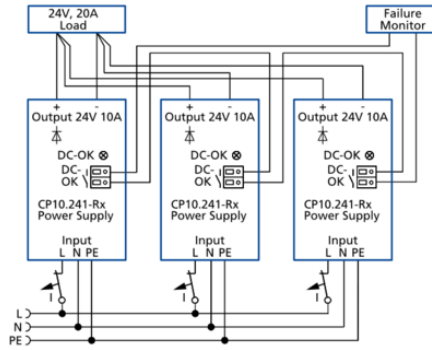 24V, 20A
Load
Failure
Monitor
+ -
Output 24V 10A
DC-OK
DC-
OK
CP10.241-Rx
Power Supply
Input
L N PE
I
+ -
Output 24V 10A
DC-OK
DC-
OK
CP10.241-Rx
Power Supply
Input
L N PE
I
+ -
Output 24V 10A
DC-OK
DC-
OK
CP10.241-Rx
Power Supply
Input
L N PE
I
L
N
PE